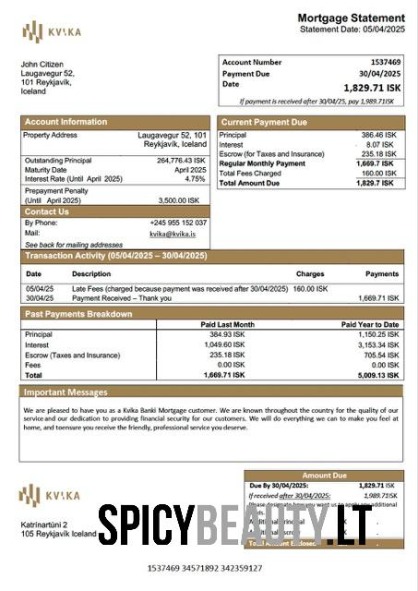 Mortgage Statement
Statement Date: 05/04/2025
KVIKA
John Citizen
Laugavegur 52,
101 Reykjavik,
Iceland
Account Number 1537469
Payment Due 30/04/2025
Date 1,829.71 ISK
If payment is received after 30/04/25, pay 1,989.71ISK
Account Information
Property Address Laugavegur 52, 101
Reykjavik, Iceland
Outstanding Principal 264,776.43 ISK
Maturity Date April 2025
Interest Rate (Until April 2025) 4.75%
Prepayment Penalty
(Until April 2025) 3,500.00 ISK
Contact Us
By Phone: +245 955 152 037
Mail: kvika@kvika.is
See back for mailing addresses
Current Payment Due
Principal 386.46 ISK
Interest 8.07 ISK
Escrow (for Taxes and Insurance) 235.18 ISK
Regular Monthly Payment 1,669.7 ISK
Total Fees Charged 160.00 ISK
Total Amount Due 1,829.7 ISK
Transaction Activity (05/04/2025 – 30/04/2025)
Date Description Charges Payments
05/04/25 Late Fees (charged because payment was received after 30/04/2025) 160.00 ISK
30/04/25 Payment Received – Thank you 1,669.71 ISK
Past Payments Breakdown
Paid Last Month Paid Year to Date
Principal 384.93 ISK 1,150.25 ISK
Interest 1,049.60 ISK 3,153.34 ISK
Escrow (Taxes and Insurance) 235.18 ISK 705.54 ISK
Fees 0.00 ISK 0.00 ISK
Total 1,669.71 ISK 5,009.13 ISK
Important Messages
We are pleased to have you as a Kvika Banki Mortgage customer. We are known throughout the country for the quality of our
service and our dedication to providing financial security for our customers. We will do everything we can to make you feel at
home, and toensure you receive the friendly, professional service you deserve.
KVIKA
Katrínartúni 2
105 Reykjavík, Iceland
Amount Due
Due By 30/04/2025: 1,829.71 ISK
If received after 30/04/2025: 1,989.71ISK
SPICYBEAUTY.LT
1537469 34571892 342359127